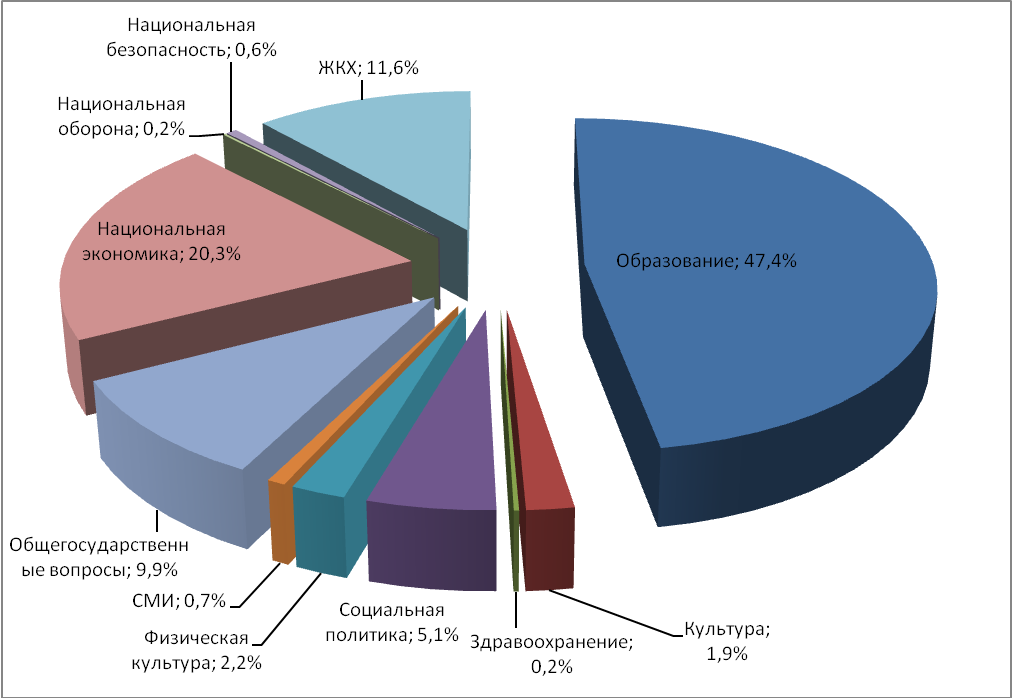 Национальная
безопасность; 0,6%
ЖКХ; 11,6%
Национальная
оборона; 0,2%
Национальная
экономика; 20,3%
Образование; 47,4%
Общегосударственн
ые вопросы; 9,9%
СМИ; 0,7%
Физическая
культура; 2,2%
Социальная
политика; 5,1%
Здравоохранение;
0,2%
Культура;
1,9%